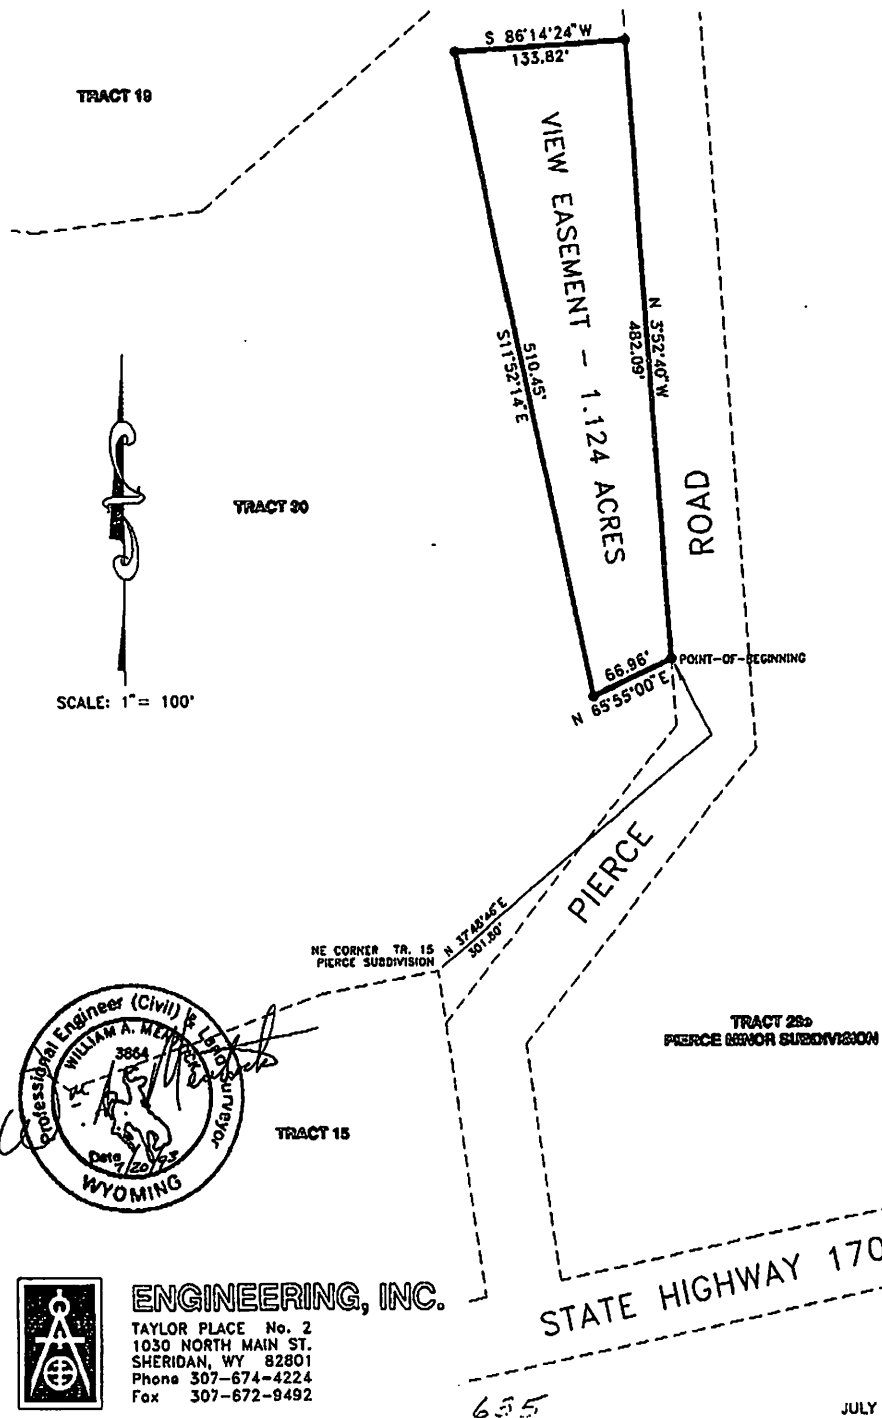 S 86°14'24"W
133.82'
TRACT 19
VIEW EASEMENT - 1.124 ACRES
N 3°52'40"W
482.09'
510.45'
S11°52'14"E
ROAD
TRACT 30
66.96'
N 65°55'00"E
POINT-OF-BEGINNING
SCALE: 1"= 100'
PIERCE
N 37°48'46"E
301.80'
NE CORNER TR. 15
PIERCE SUBDIVISION
Professional Engineer (Civil) & Land Surveyor
WILLIAM A.
3864
Date 7/20/93
WYOMING
TRACT
PIERCE MINOR SUBDIVISION
TRACT 15
STATE HIGHWAY 170
ENGINEERING, INC.
TAYLOR PLACE No. 2
1030 NORTH MAIN ST.
SHERIDAN, WY 82801
Phone 307-674-4224
Fax 307-672-9492
635
JULY